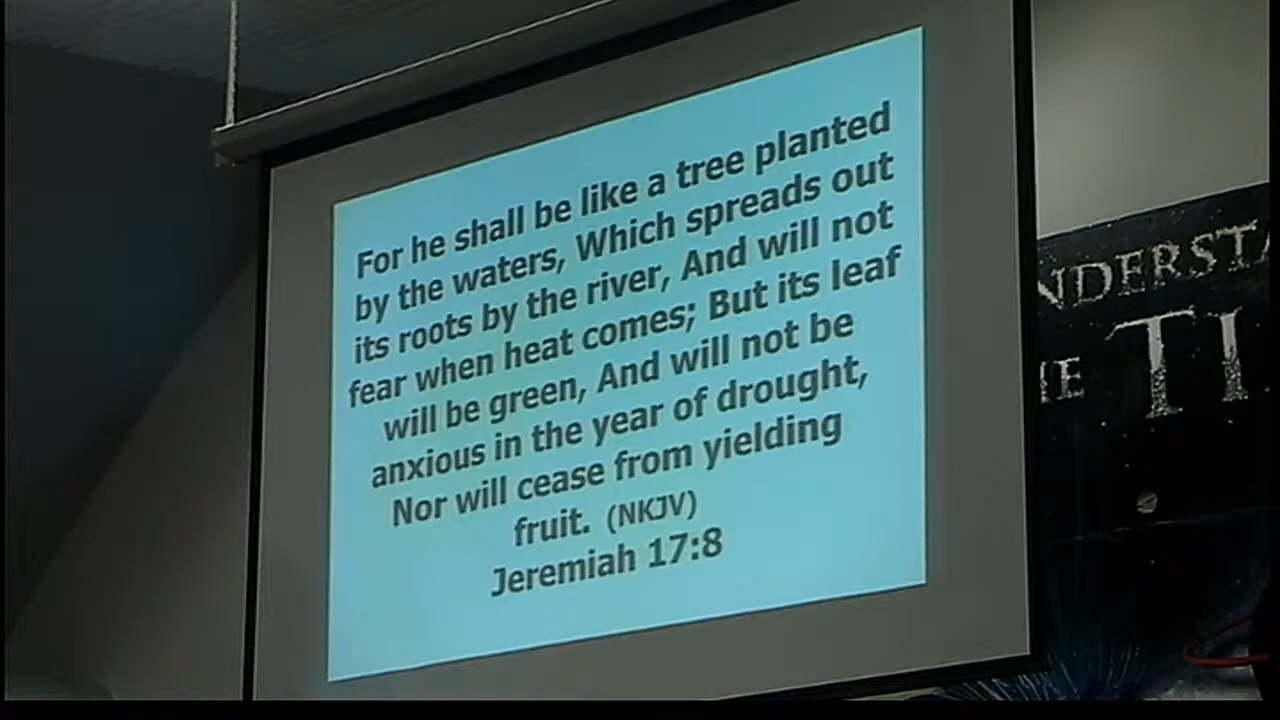 For he shall be like a tree planted
by the waters, Which spreads out
its roots by the river, And will not
fear when heat comes; But its leaf
will be green, And will not be
anxious in the year of drought,
Nor will cease from yielding
fruit. (NKJV)
Jeremiah 17:8